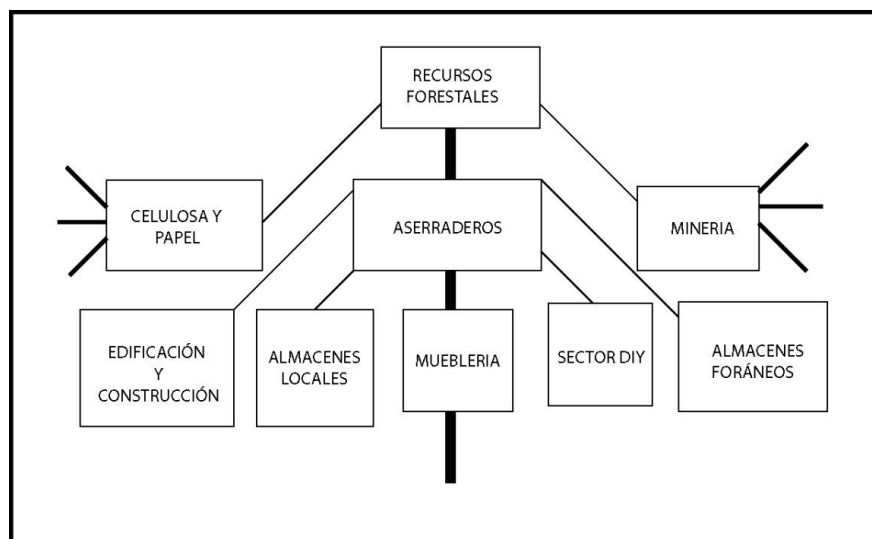 RECURSOS
FORESTALES
CELULOSA Y
PAPEL
ASERRADEROS
MINERIA
EDIFICACIÓN
Y
CONSTRUCCIÓN
ALMACENES
LOCALES
MUEBLERIA
SECTOR DIY
ALMACENES
FORÁNEOS